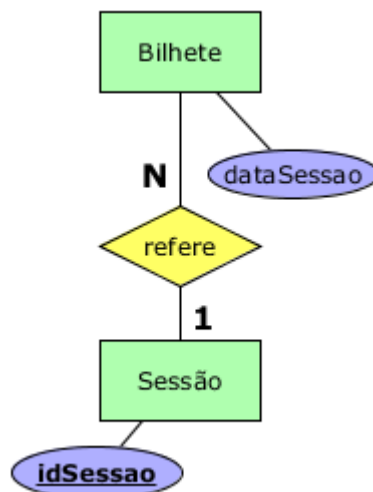 Bilhete
dataSessao
N
refere
1
Sessão
idSessao